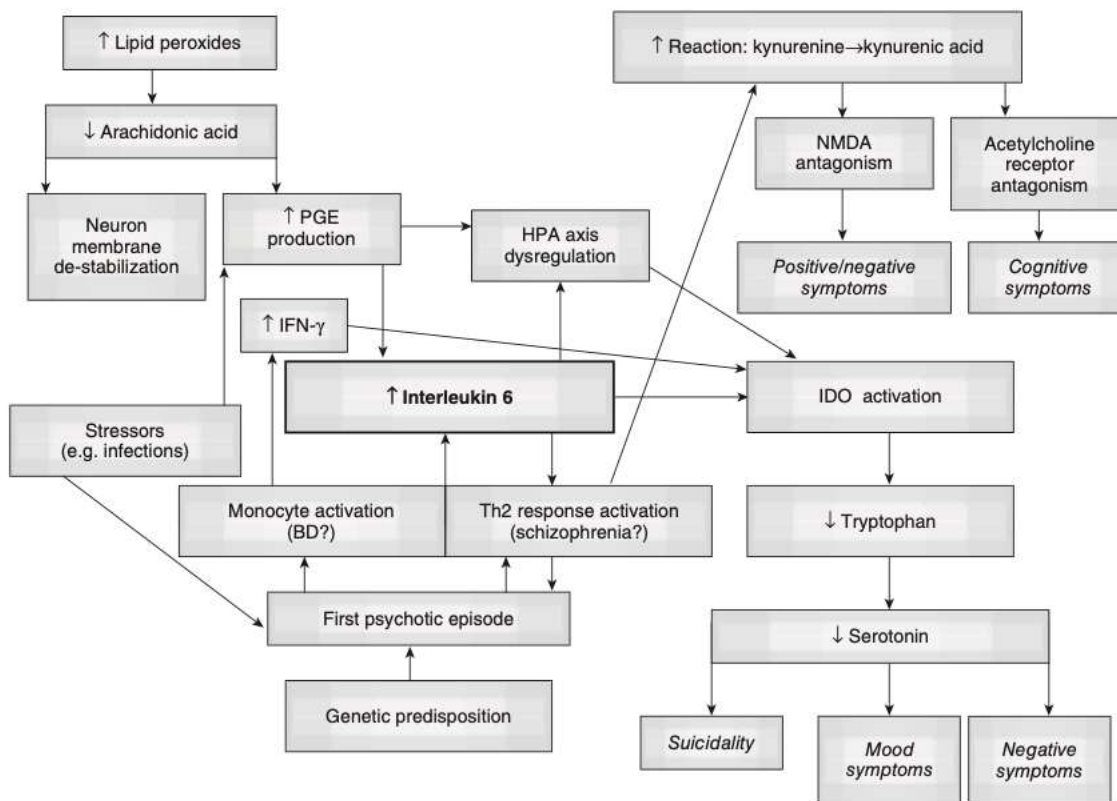 ↑ Lipid peroxides
↑ Reaction: kynurenine→kynurenic acid
↓ Arachidonic acid
NMDA
antagonism
Acetylcholine
receptor
antagonism
Neuron
membrane
de-stabilization
↑ PGE
production
HPA axis
dysregulation
Positive/negative
symptoms
Cognitive
symptoms
↑ IFN-γ
↑ Interleukin 6
IDO activation
Stressors
(e.g. infections)
Monocyte activation
(BD?)
Th2 response activation
(schizophrenia?)
↓ Tryptophan
First psychotic episode
↓ Serotonin
Genetic predisposition
Suicidality
Mood
symptoms
Negative
symptoms